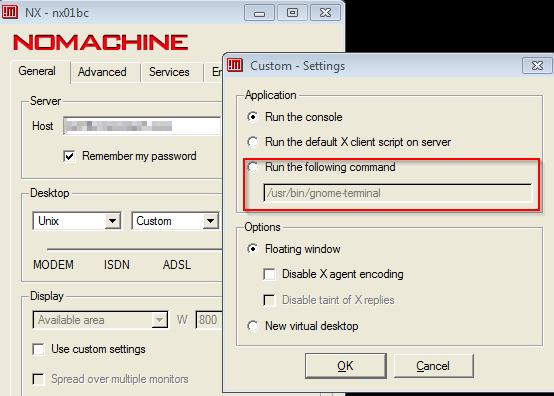 NX - nx01bc
NOMACHINE
General
Advanced
Services
Server
Host
Remember my password
Desktop
Unix
Custom
MODEM ISDN ADSL
Display
Available area
W 800
Use custom settings
Spread over multiple monitors
Custom - Settings
Application
Run the console
Run the default X client script on server
Run the following command
/usr/bin/gnome-terminal
Options
Floating window
Disable X agent encoding
Disable taint of X replies
New virtual desktop
OK
Cancel